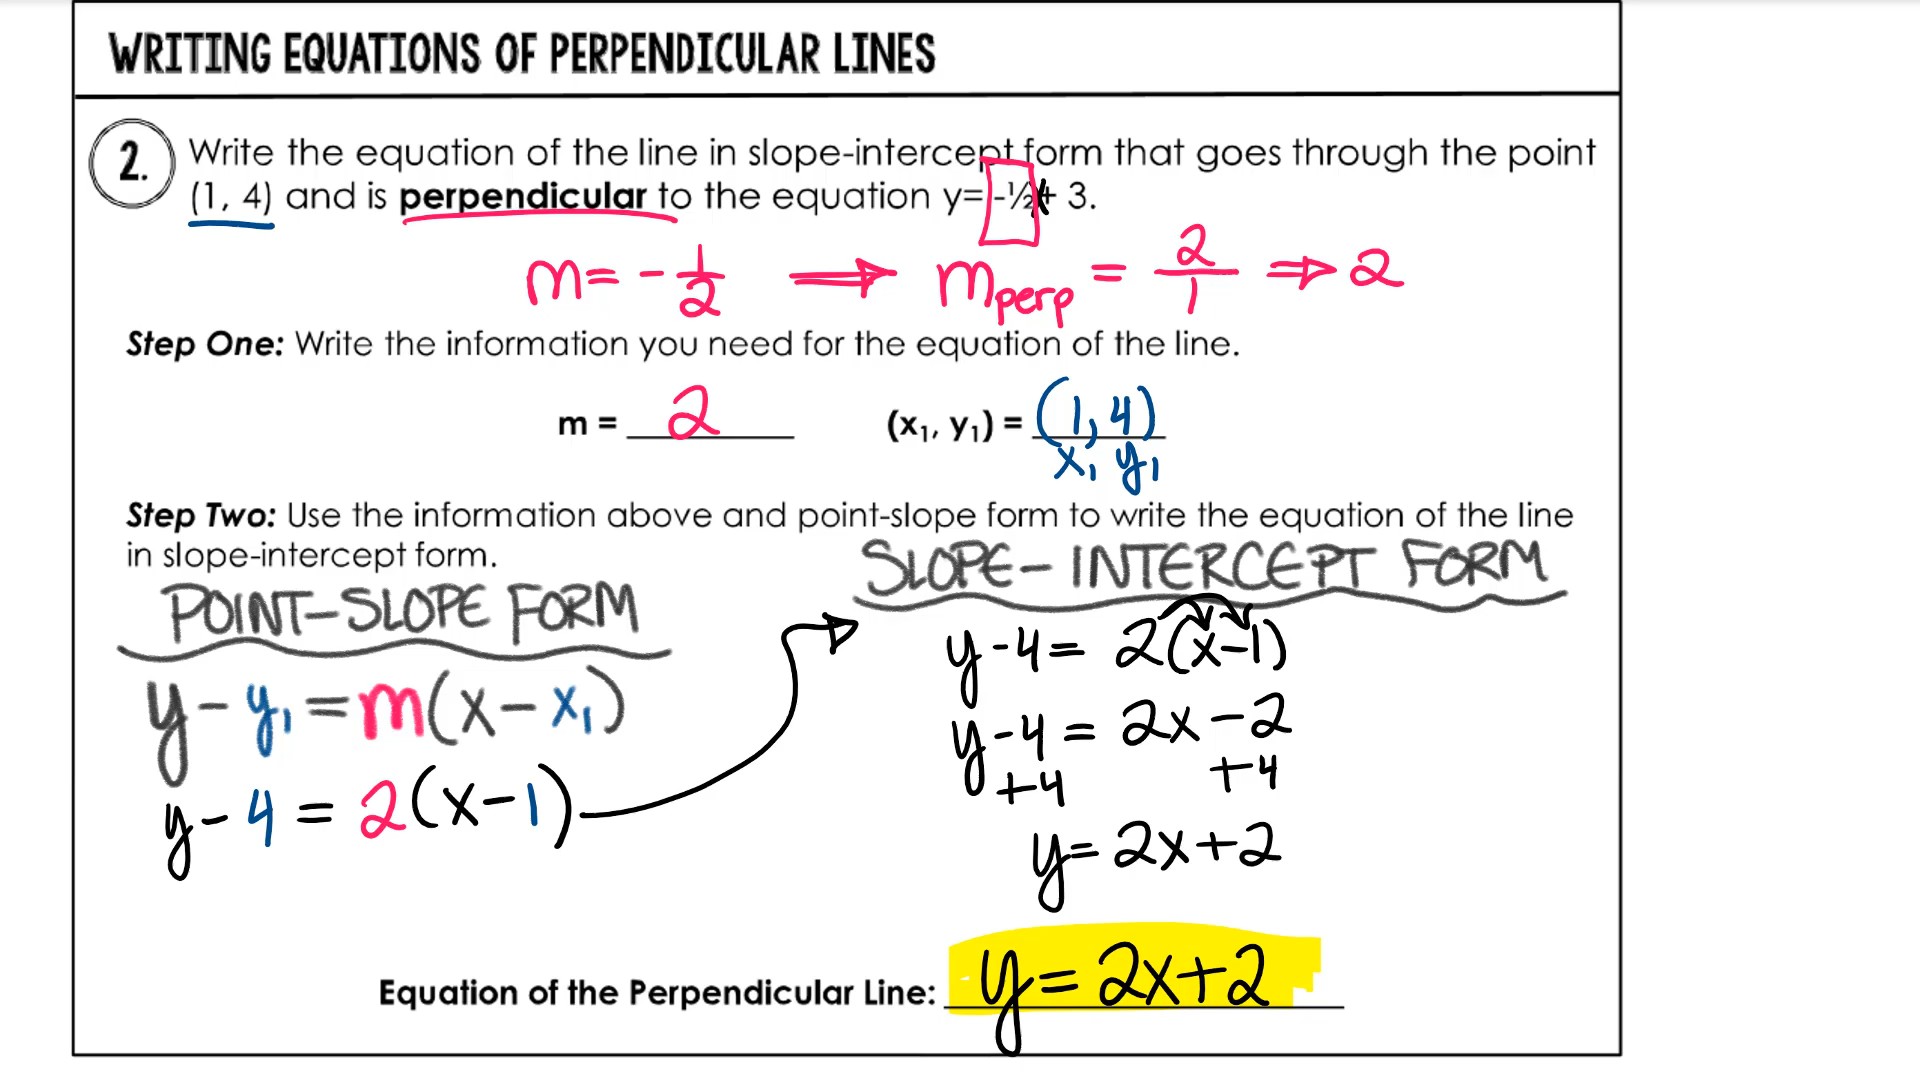 WRITING EQUATIONS OF PERPENDICULAR LINES
2. Write the equation of the line in slope-intercept form that goes through the point
(1, 4) and is perpendicular to the equation y= -½x + 3.
m = - 1/2 ⟹ m perp = 2/1 ⇒ 2
Step One: Write the information you need for the equation of the line.
m = 2 (x₁, y₁) = (1, 4)
x₁ y₁
Step Two: Use the information above and point-slope form to write the equation of the line
in slope-intercept form.
POINT-SLOPE FORM
y - y₁ = m(x - x₁)
y - 4 = 2(x - 1)
SLOPE-INTERCEPT FORM
y - 4 = 2(x - 1)
y - 4 = 2x - 2
+4 +4
y = 2x + 2
Equation of the Perpendicular Line: y = 2x + 2